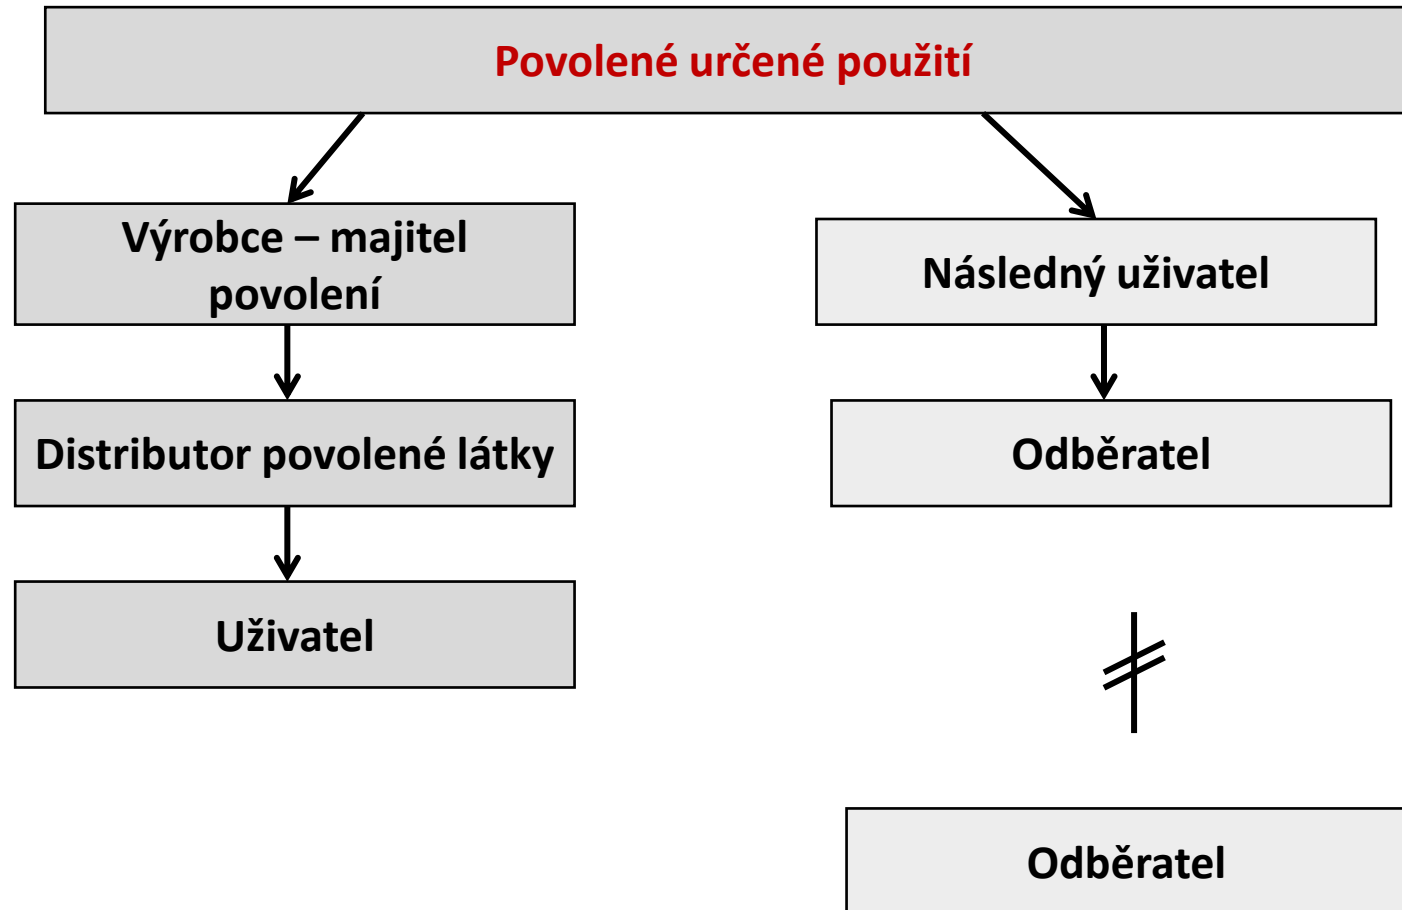 Povolené určené použití
Výrobce – majitel
povolení
Následný uživatel
Distributor povolené látky
Odběratel
Uživatel
Odběratel